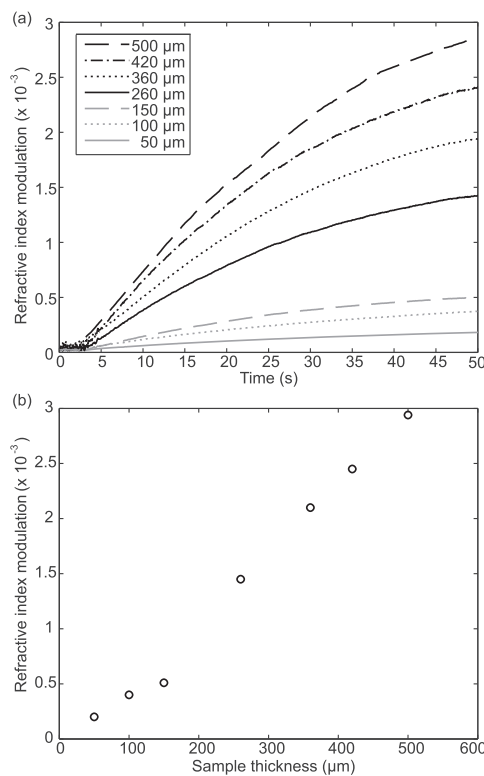 (a)
3
2.5
2
1.5
1
0.5
0
Refractive index modulation (x 10⁻³)
500 µm
420 µm
360 µm
260 µm
150 µm
100 µm
50 µm
0 5 10 15 20 25 30 35 40 45 50
Time (s)
(b)
3
2.5
2
1.5
1
0.5
0
Refractive index modulation (x 10⁻³)
0 100 200 300 400 500 600
Sample thickness (µm)